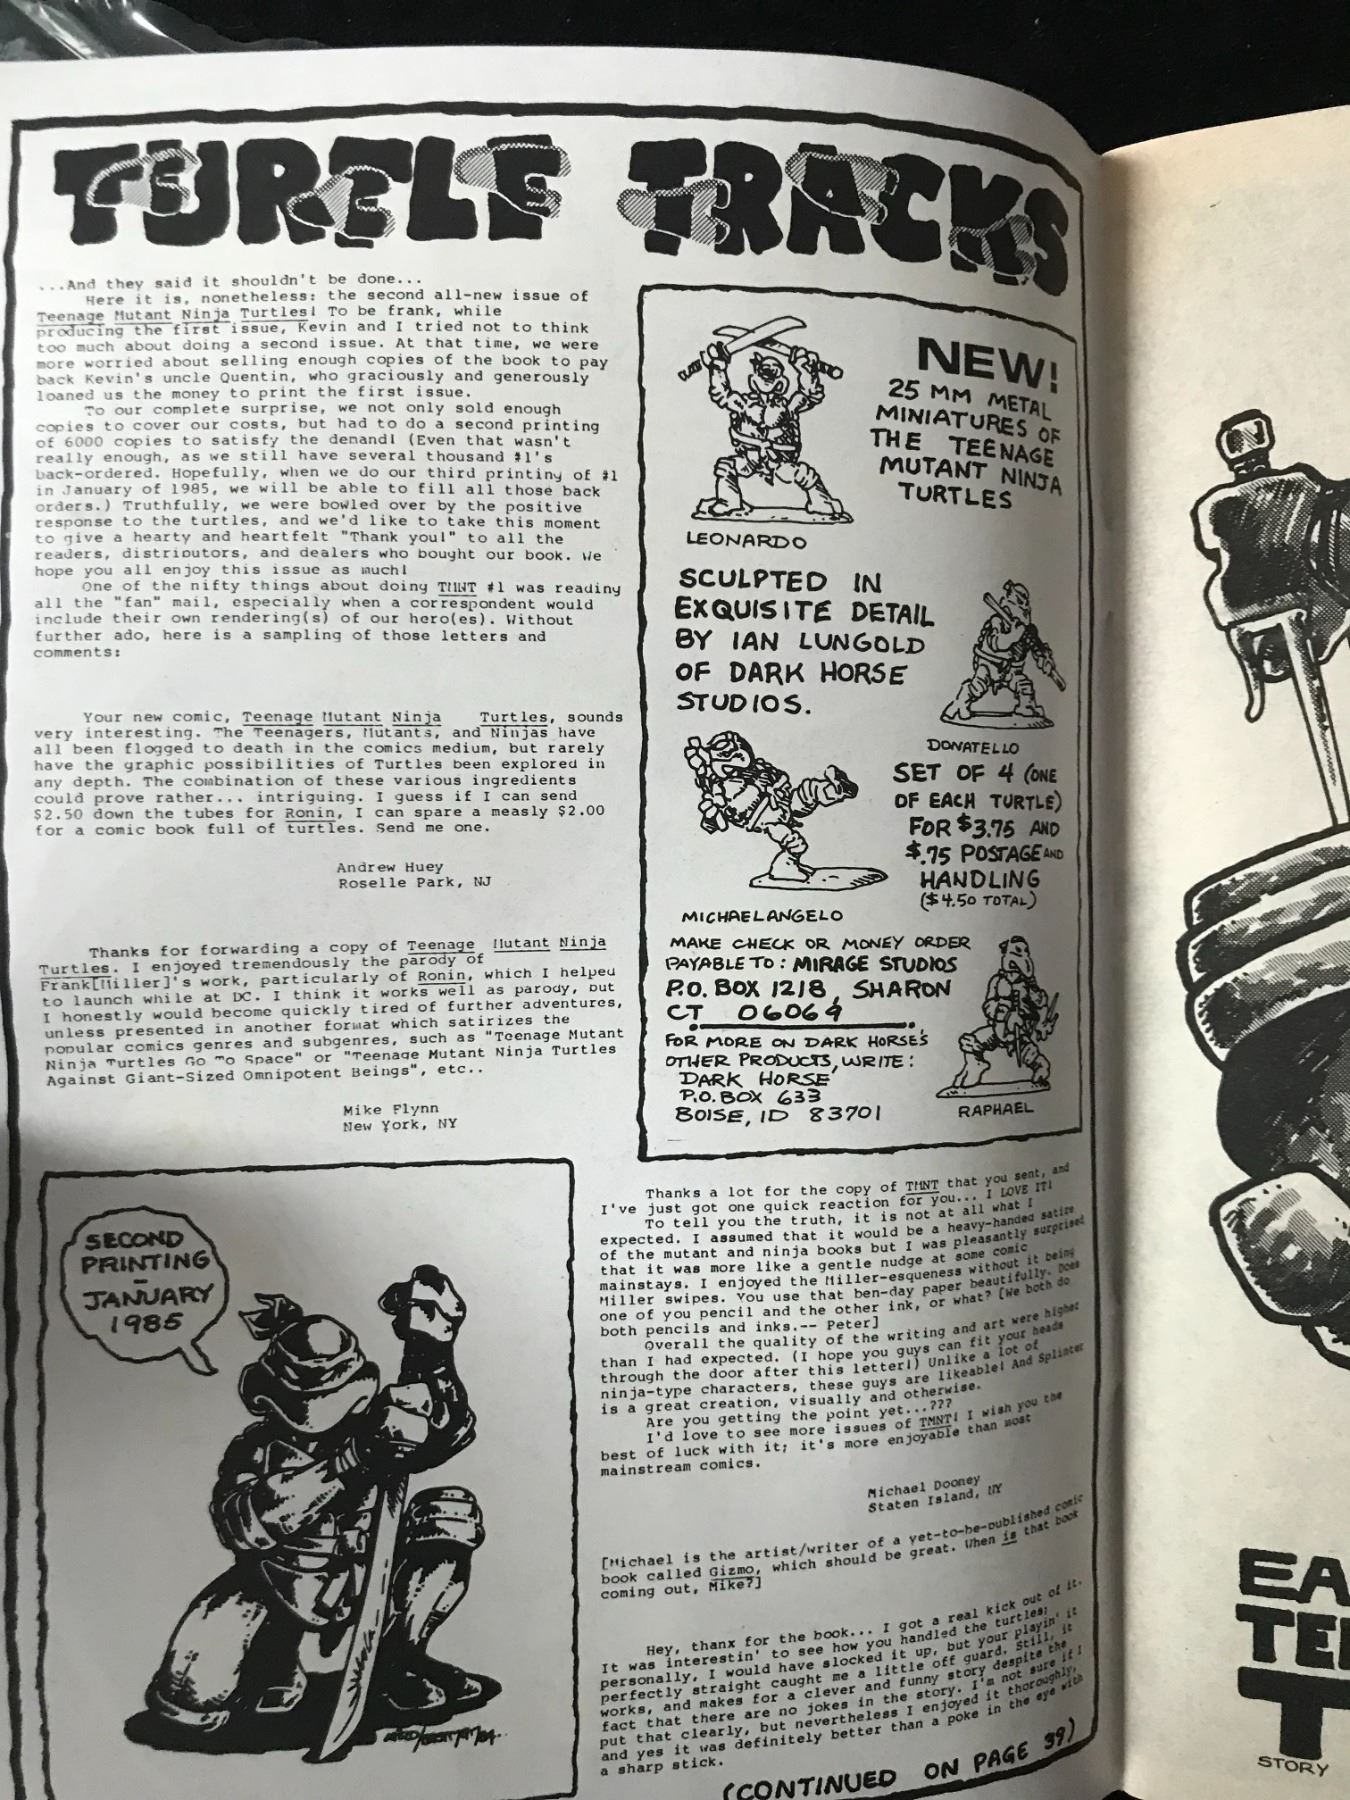 TURTLE TRACKS
...And they said it shouldn't be done...
Here it is, nonetheless: the second all-new issue of
Teenage Mutant Ninja Turtles! To be frank, while
producing the first issue, Kevin and I tried not to think
too much about doing a second issue. At that time, we were
more worried about selling enough copies of the book to pay
back Kevin's uncle Quentin, who graciously and generously
loaned us the money to print the first issue.
To our complete surprise, we not only sold enough
copies to cover our costs, but had to do a second printing
of 6000 copies to satisfy the demand! (Even that wasn't
really enough, as we still have several thousand #1's
back-ordered. Hopefully, when we do our third printing of #1
in January of 1985, we will be able to fill all those back
orders.) Truthfully, we were bowled over by the positive
response to the turtles, and we'd like to take this moment
to give a hearty and heartfelt "Thank you!" to all the
readers, distributors, and dealers who bought our book. We
hope you all enjoy this issue as much!
One of the nifty things about doing TMNT #1 was reading
all the "fan" mail, especially when a correspondent would
include their own rendering(s) of our hero(es). Without
further ado, here is a sampling of those letters and
comments:
Your new comic, Teenage Mutant Ninja Turtles, sounds
very interesting. The Teenagers, Mutants, and Ninjas have
all been flogged to death in the comics medium, but rarely
have the graphic possibilities of Turtles been explored in
any depth. The combination of these various ingredients
could prove rather... intriguing. I guess if I can send
$2.50 down the tubes for Ronin, I can spare a measly $2.00
for a comic book full of turtles. Send me one.
Andrew Huey
Roselle Park, NJ
Thanks for forwarding a copy of Teenage Mutant Ninja
Turtles. I enjoyed tremendously the parody of
Frank[Miller]'s work, particularly of Ronin, which I helped
to launch while at DC. I think it works well as parody, but
I honestly would become quickly tired of further adventures,
unless presented in another format which satirizes the
popular comics genres and subgenres, such as "Teenage Mutant
Ninja Turtles Go To Space" or "Teenage Mutant Ninja Turtles
Against Giant-Sized Omnipotent Beings", etc..
Mike Flynn
New York, NY
SECOND
PRINTING
-
JANUARY
1985
NEW!
25 MM METAL
MINIATURES OF
THE TEENAGE
MUTANT NINJA
TURTLES
LEONARDO
SCULPTED IN
EXQUISITE DETAIL
BY IAN LUNGOLD
OF DARK HORSE
STUDIOS.
DONATELLO
SET OF 4 (ONE
OF EACH TURTLE)
FOR $3.75 AND
$.75 POSTAGE AND
HANDLING
($4.50 TOTAL)
MICHAELANGELO
MAKE CHECK OR MONEY ORDER
PAYABLE TO: MIRAGE STUDIOS
P.O. BOX 1218, SHARON
CT 06069
FOR MORE ON DARK HORSE'S
OTHER PRODUCTS, WRITE:
DARK HORSE
P.O. BOX 633
BOISE, ID 83701
RAPHAEL
Thanks a lot for the copy of TMNT that you sent, and
I've just got one quick reaction for you... I LOVE IT!
To tell you the truth, it is not at all what I
expected. I assumed that it would be a heavy-handed satire
of the mutant and ninja books but I was pleasantly surprised
that it was more like a gentle nudge at some comic
mainstays. I enjoyed the Miller-esqueness without it being
Miller swipes. You use that ben-day paper beautifully. Does
one of you pencil and the other ink, or what? [We both do
both pencils and inks.-- Peter]
Overall the quality of the writing and art were higher
than I had expected. (I hope you guys can fit your heads
through the door after this letter!) Unlike a lot of
ninja-type characters, these guys are likeable! And Splinter
is a great creation, visually and otherwise.
Are you getting the point yet...???
I'd love to see more issues of TMNT! I wish you the
best of luck with it; it's more enjoyable than most
mainstream comics.
Michael Dooney
Staten Island, NY
[Michael is the artist/writer of a yet-to-be-published comic
book called Gizmo, which should be great. When is that book
coming out, Mike?]
Hey, thanx for the book... I got a real kick out of it.
It was interestin' to see how you handled the turtles;
personally, I would have slocked it up, but your playin' it
perfectly straight caught me a little off guard. Still, it
works, and makes for a clever and funny story despite the
fact that there are no jokes in the story. I'm not sure if I
put that clearly, but nevertheless I enjoyed it thoroughly,
and yes it was definitely better than a poke in the eye with
a sharp stick.
(CONTINUED ON PAGE 39)
EA
TE
T
STORY